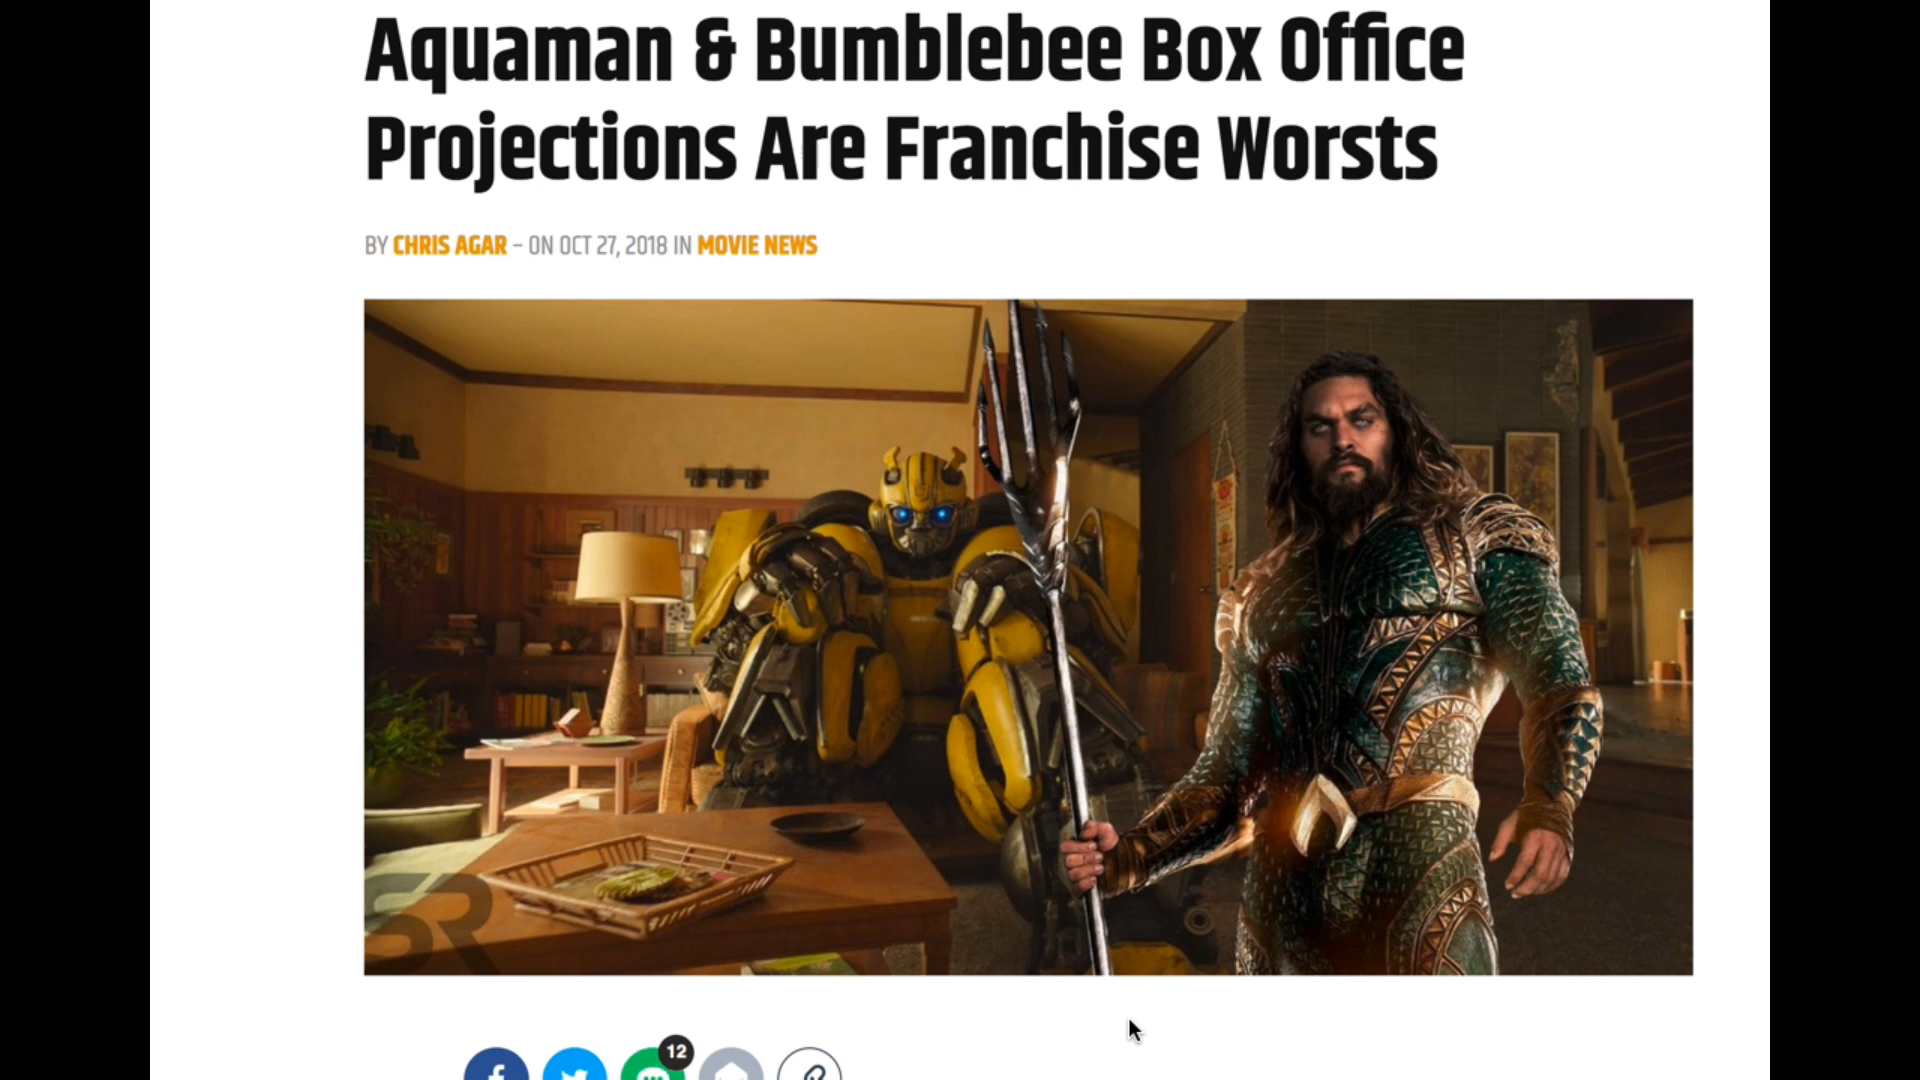 Aquaman & Bumblebee Box Office
Projections Are Franchise Worsts
BY CHRIS AGAR – ON OCT 27, 2018 IN MOVIE NEWS
SR
12